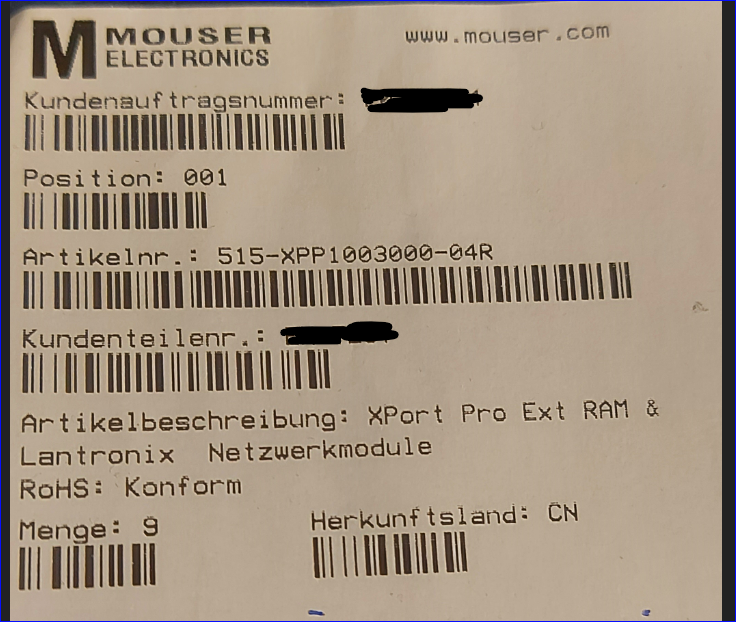 M MOUSER
ELECTRONICS
www.mouser.com
Kundenauftragsnummer:
Position: 001
Artikelnr.: 515-XPP1003000-04R
Kundenteilenr.:
Artikelbeschreibung: XPort Pro Ext RAM &
Lantronix Netzwerkmodule
RoHS: Konform
Menge: 9
Herkunftsland: CN